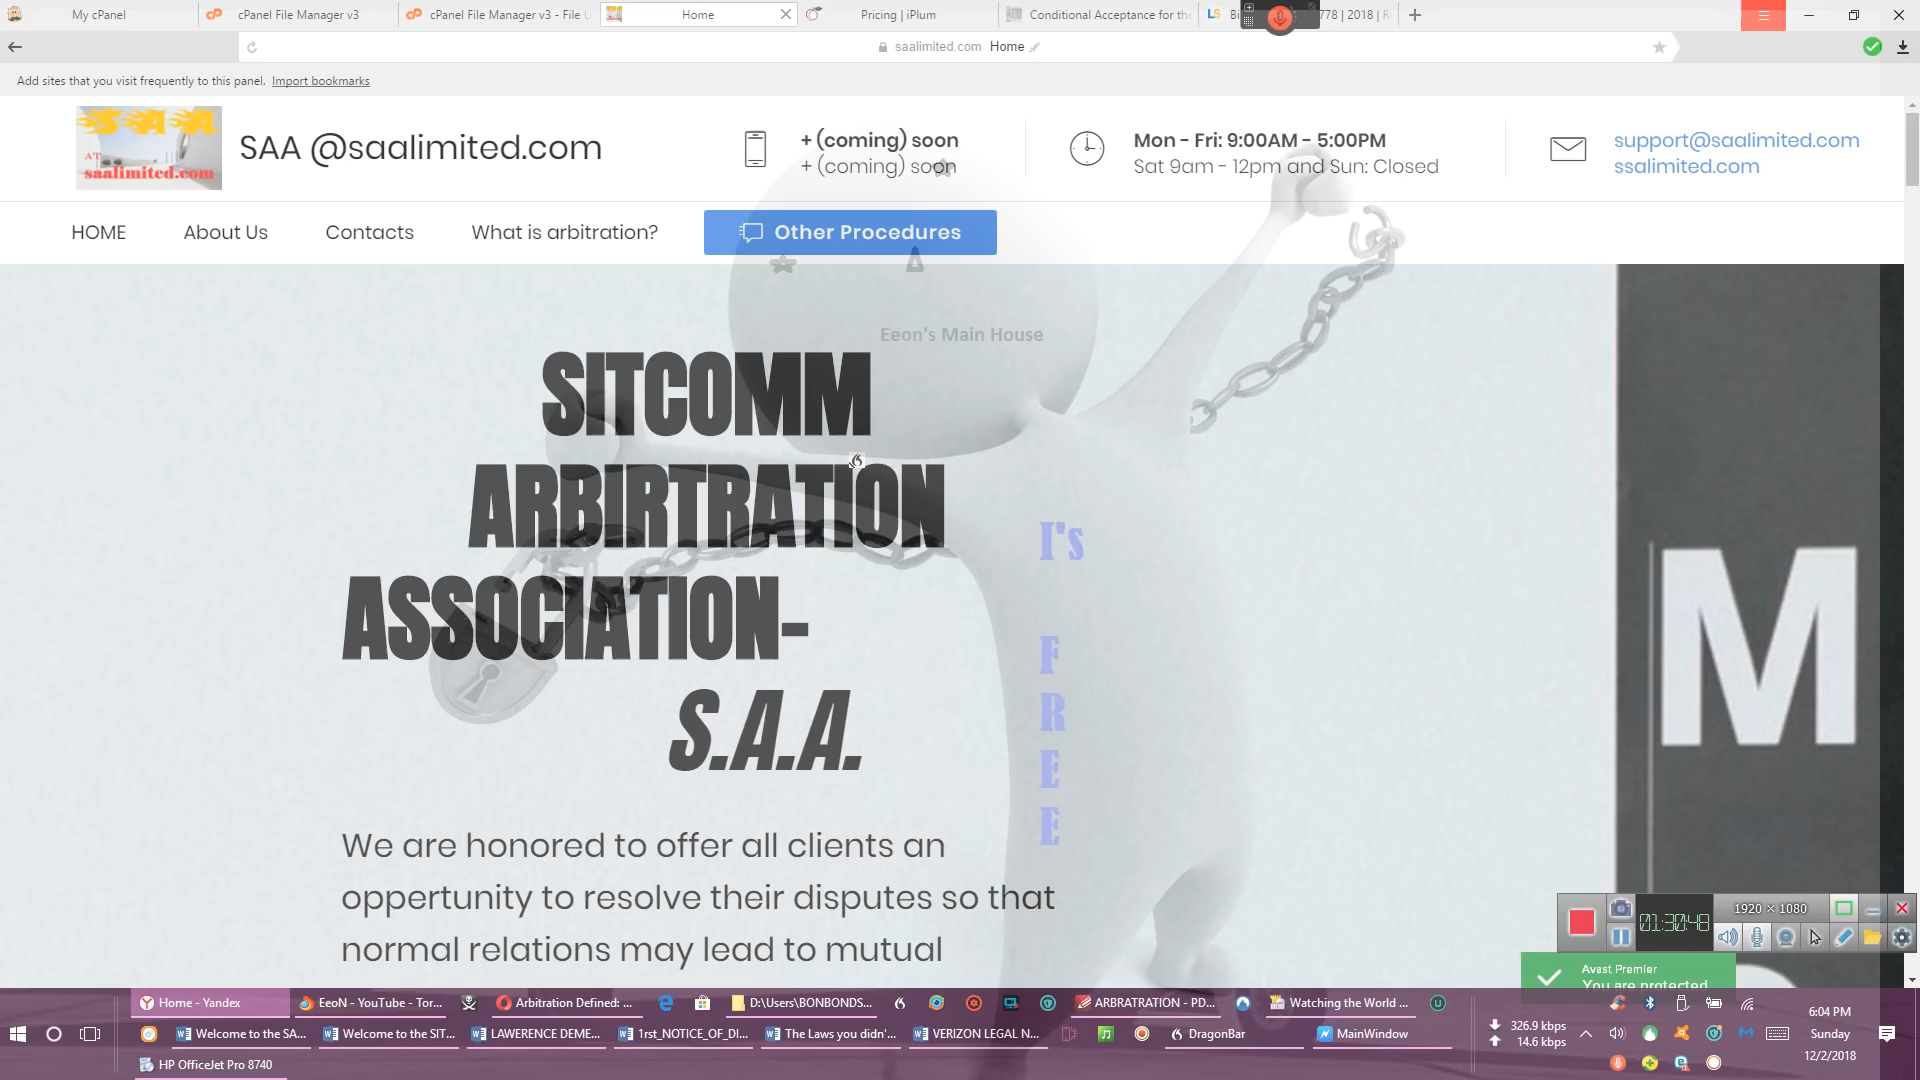 My cPanel
cPanel File Manager v3
cPanel File Manager v3 - File U
Home
Pricing | iPlum
Conditional Acceptance for the
778 | 2018 |
saalimited.com Home
Add sites that you visit frequently to this panel. Import bookmarks
SAA
AT
saalimited.com
SAA @saalimited.com
+ (coming) soon
+ (coming) soon
Mon - Fri: 9:00AM - 5:00PM
Sat 9am - 12pm and Sun: Closed
support@saalimited.com
ssalimited.com
HOME
About Us
Contacts
What is arbitration?
Other Procedures
Eeon's Main House
SITCOMM
ARBIRTRATION
ASSOCIATION-
S.A.A.
I's
F
R
E
E
M
We are honored to offer all clients an
oppertunity to resolve their disputes so that
normal relations may lead to mutual
01:30:48
1920 × 1080
Avast Premier
You are protected
Home - Yandex
EeoN - YouTube - Tor...
Arbitration Defined: ...
D:\Users\BONBONDS...
ARBRATRATION - PD...
Watching the World ...
Welcome to the SA...
Welcome to the SIT...
LAWERENCE DEME...
1rst_NOTICE_OF_DI...
The Laws you didn'...
VERIZON LEGAL N...
DragonBar
MainWindow
HP OfficeJet Pro 8740
326.9 kbps
14.6 kbps
6:04 PM
Sunday
12/2/2018